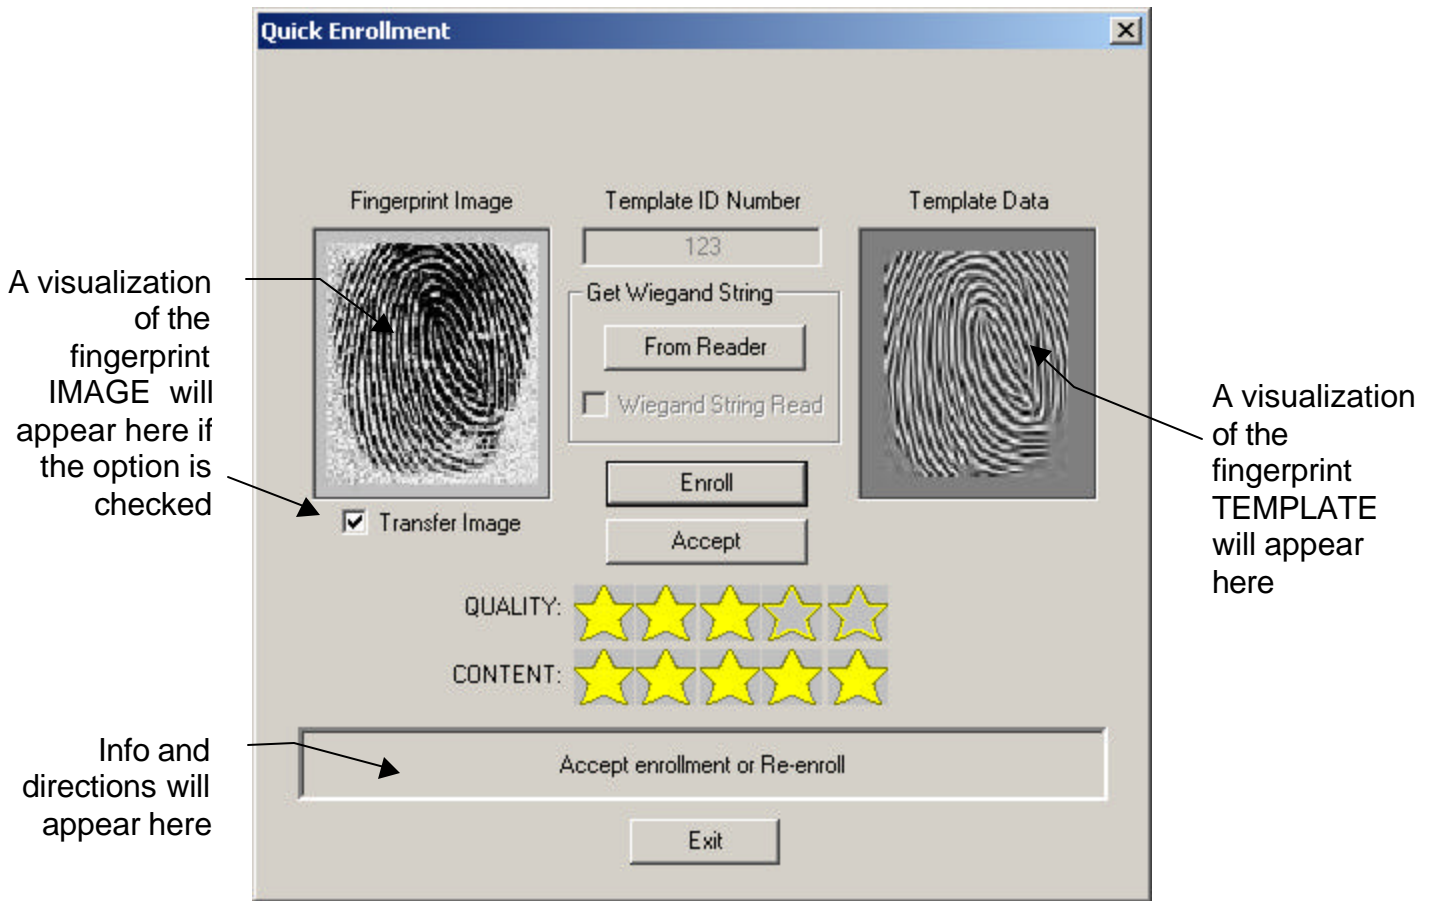 Quick Enrollment
Fingerprint Image
Template ID Number
Template Data
123
Get Wiegand String
From Reader
Wiegand String Read
Enroll
Transfer Image
Accept
QUALITY:
CONTENT:
Accept enrollment or Re-enroll
Exit
A visualization
of the
fingerprint
IMAGE will
appear here if
the option is
checked
Info and
directions will
appear here
A visualization
of the
fingerprint
TEMPLATE
will appear
here